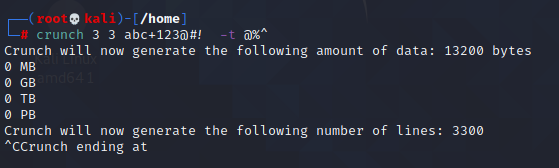 (root💀kali)-[/home]
# crunch 3 3 abc+123@#! -t @%^
Crunch will now generate the following amount of data: 13200 bytes
0 MB
0 GB
0 TB
0 PB
Crunch will now generate the following number of lines: 3300
^CCrunch ending at